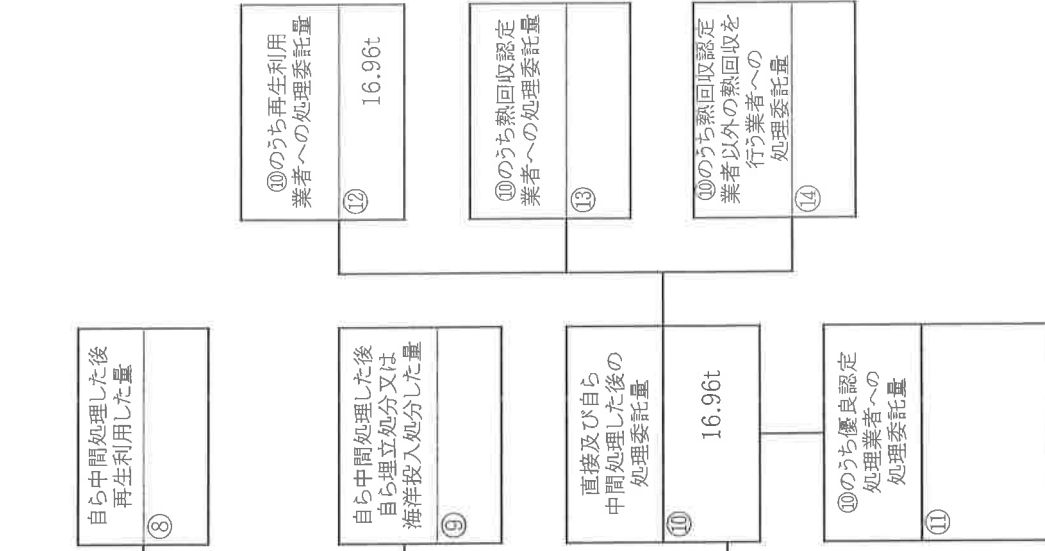 自ら中間処理した後
再生利用した量
⑧
自ら中間処理した後
自ら埋立処分又は
海洋投入処分した量
⑨
直接及び自ら
中間処理した後の
処理委託量
⑩
16.96t
⑩のうち優良認定
処理業者への
処理委託量
⑪
⑩のうち再生利用
業者への処理委託量
⑫
16.96t
⑩のうち熱回収認定
業者への処理委託量
⑬
⑩のうち熱回収認定
業者以外の熱回収を
行う業者への
処理委託量
⑭